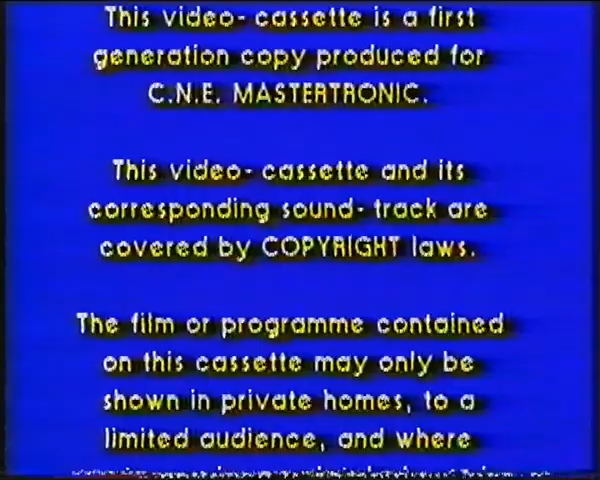 This video-cassette is a first
generation copy produced for
C.N.E. MASTERTRONIC.
This video-cassette and its
corresponding sound-track are
covered by COPYRIGHT laws.
The film or programme contained
on this cassette may only be
shown in private homes, to a
limited audience, and where